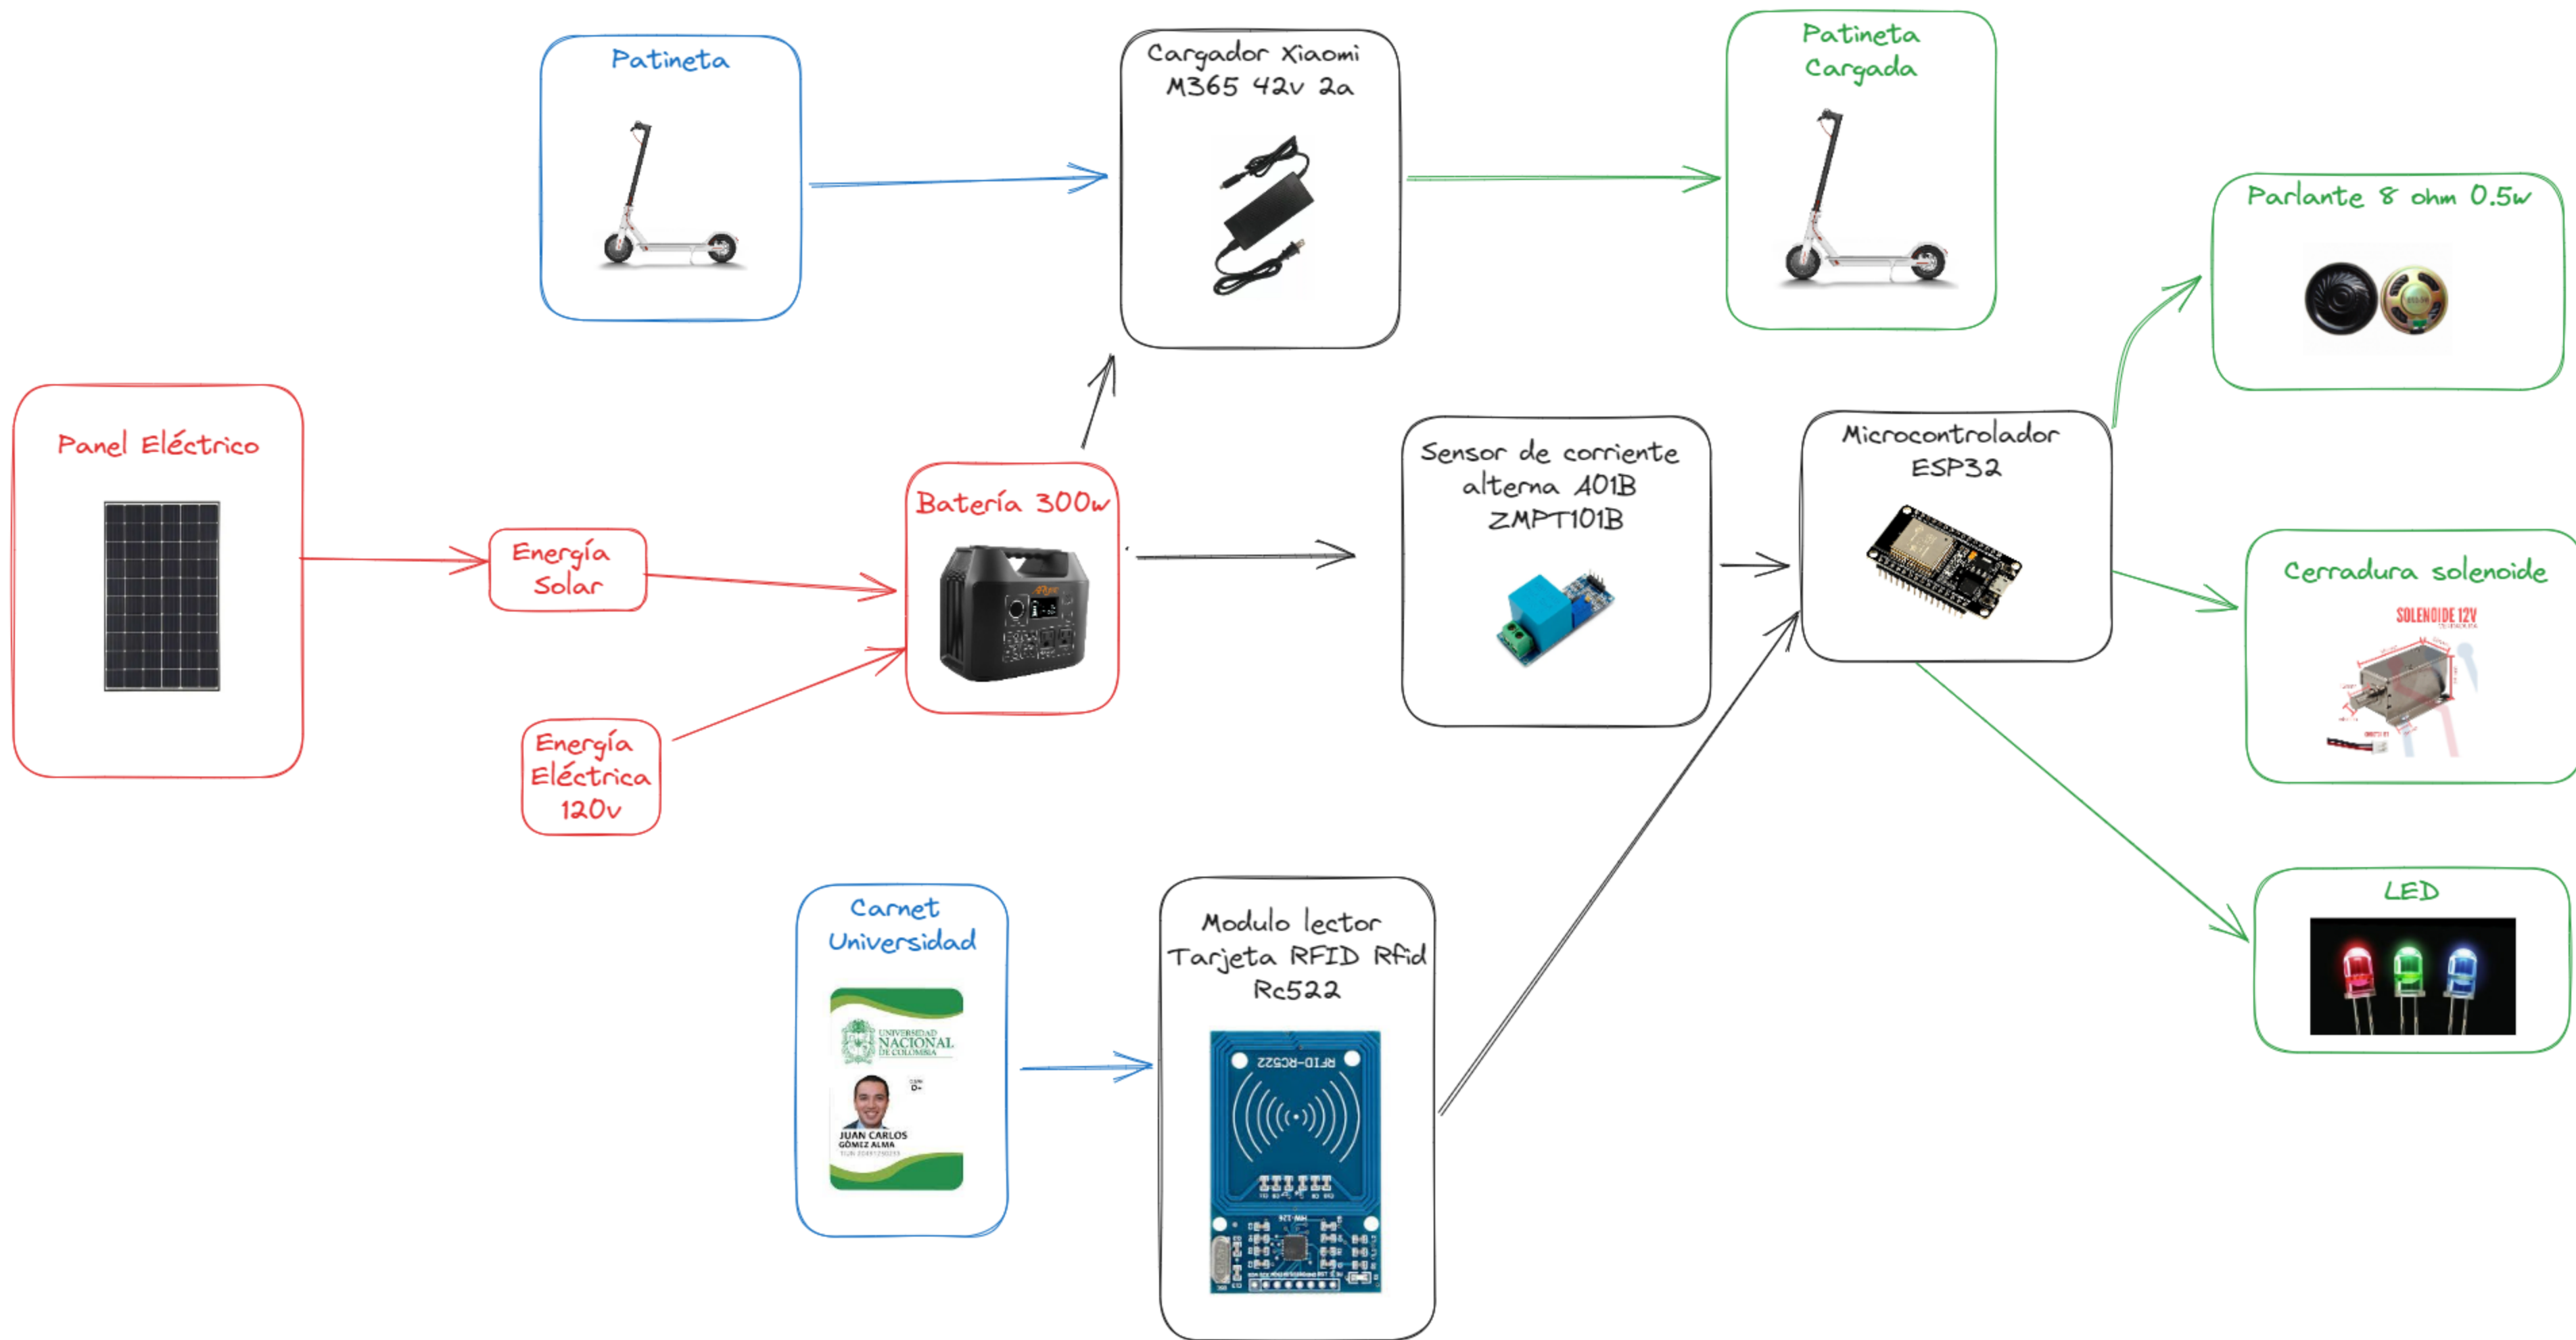 Patineta
Cargador Xiaomi
M365 42v 2a
Patineta
Cargada
Parlante 8 ohm 0.5w
Panel Eléctrico
Energía
Solar
Batería 300w
Energía
Eléctrica
120v
Sensor de corriente
alterna A01B
ZMPT101B
Microcontrolador
ESP32
Cerradura solenoide
SOLENOIDE 12V
LED
Carnet
Universidad
UNIVERSIDAD
NACIONAL
DE COLOMBIA
JUAN CARLOS
GÓMEZ ALMA
Modulo lector
Tarjeta RFID Rfid
Rc522
RFID-RC522